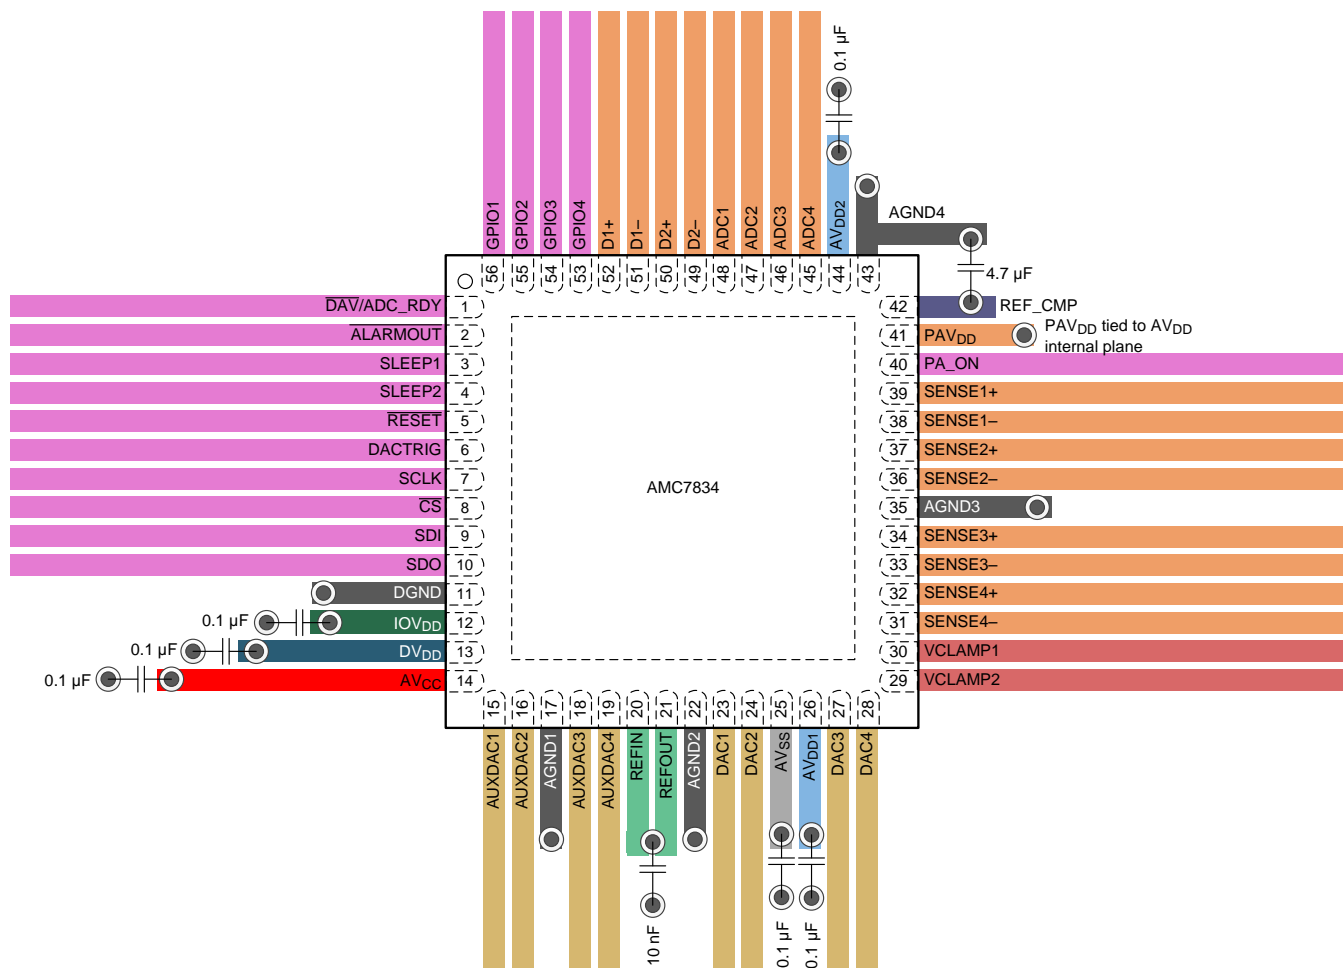 GPIO1
GPIO2
GPIO3
GPIO4
D1+
D1–
D2+
D2–
ADC1
ADC2
ADC3
ADC4
AVDD2
0.1 µF
AGND4
4.7 µF
56
55
54
53
52
51
50
49
48
47
46
45
44
43
DAV/ADC_RDY 1
ALARMOUT 2
SLEEP1 3
SLEEP2 4
RESET 5
DACTRIG 6
SCLK 7
CS 8
SDI 9
SDO 10
DGND 11
0.1 µF IOVDD 12
0.1 µF DVDD 13
0.1 µF AVCC 14
AMC7834
42 REF_CMP
41 PAVDD
PAVDD tied to AVDD
internal plane
40 PA_ON
39 SENSE1+
38 SENSE1–
37 SENSE2+
36 SENSE2–
35 AGND3
34 SENSE3+
33 SENSE3–
32 SENSE4+
31 SENSE4–
30 VCLAMP1
29 VCLAMP2
15
16
17
18
19
20
21
22
23
24
25
26
27
28
AUXDAC1
AUXDAC2
AGND1
AUXDAC3
AUXDAC4
REFIN
REFOUT
AGND2
DAC1
DAC2
AVSS
AVDD1
DAC3
DAC4
10 nF
0.1 µF
0.1 µF